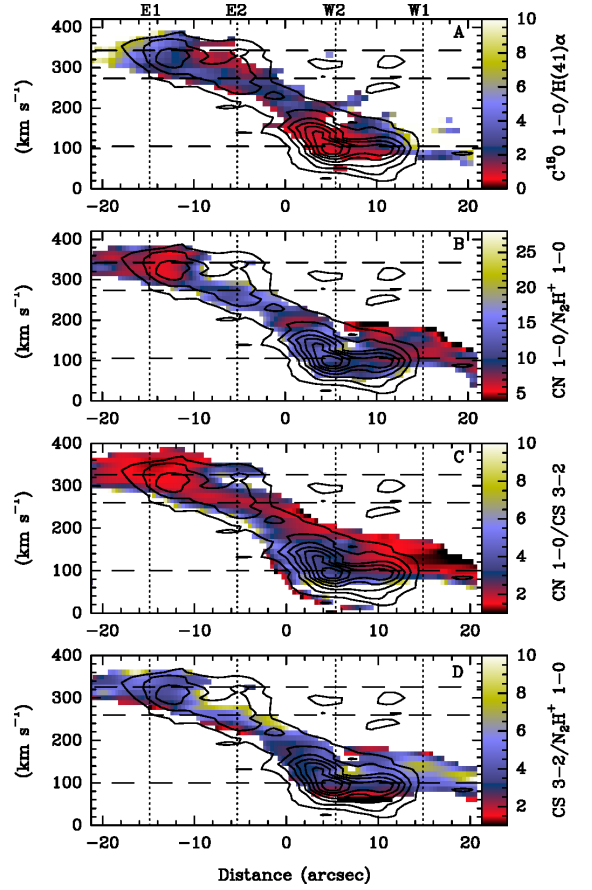 E1 E2 W2 W1
A
400
300
200
100
0
(km s⁻¹)
−20 −10 0 10 20
10
8
6
4
2
0
C¹⁸O 1−0/H(41)α
B
400
300
200
100
0
(km s⁻¹)
−20 −10 0 10 20
25
20
15
10
5
CN 1−0/N₂H⁺ 1−0
C
400
300
200
100
0
(km s⁻¹)
−20 −10 0 10 20
10
8
6
4
2
CN 1−0/CS 3−2
D
400
300
200
100
0
(km s⁻¹)
−20 −10 0 10 20
10
8
6
4
2
CS 3−2/N₂H⁺ 1−0
Distance (arcsec)